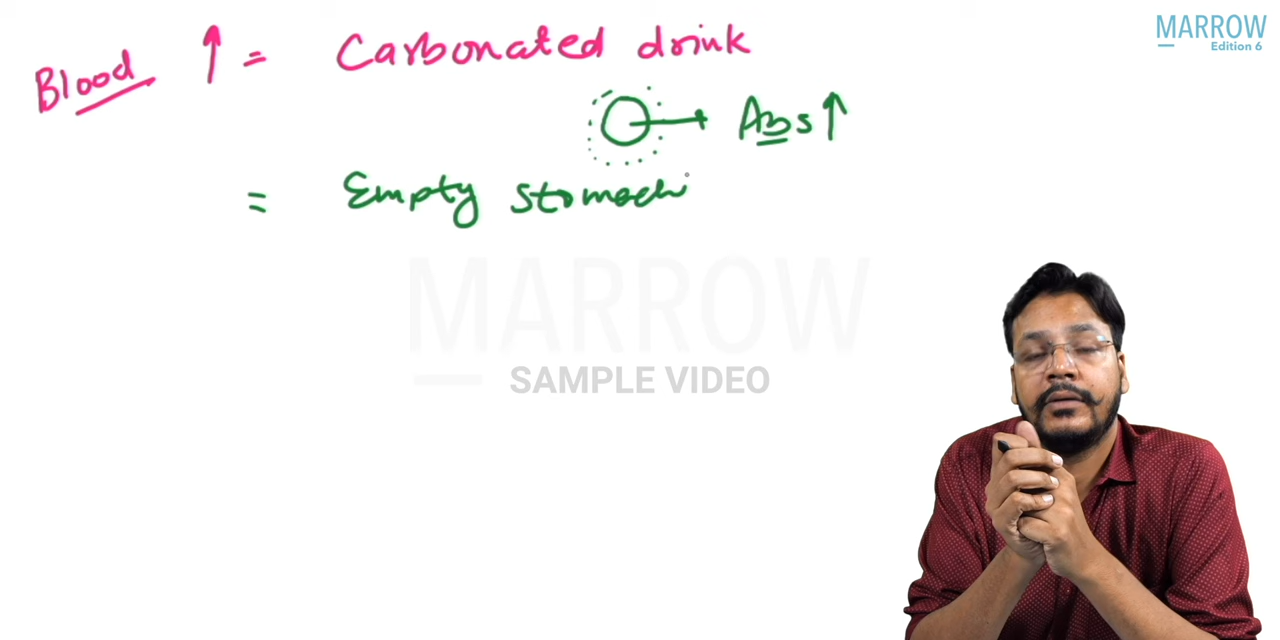 MARROW
Edition 6
Blood ↑ = Carbonated drink
Abs ↑
= Empty stomach
MARROW
SAMPLE VIDEO